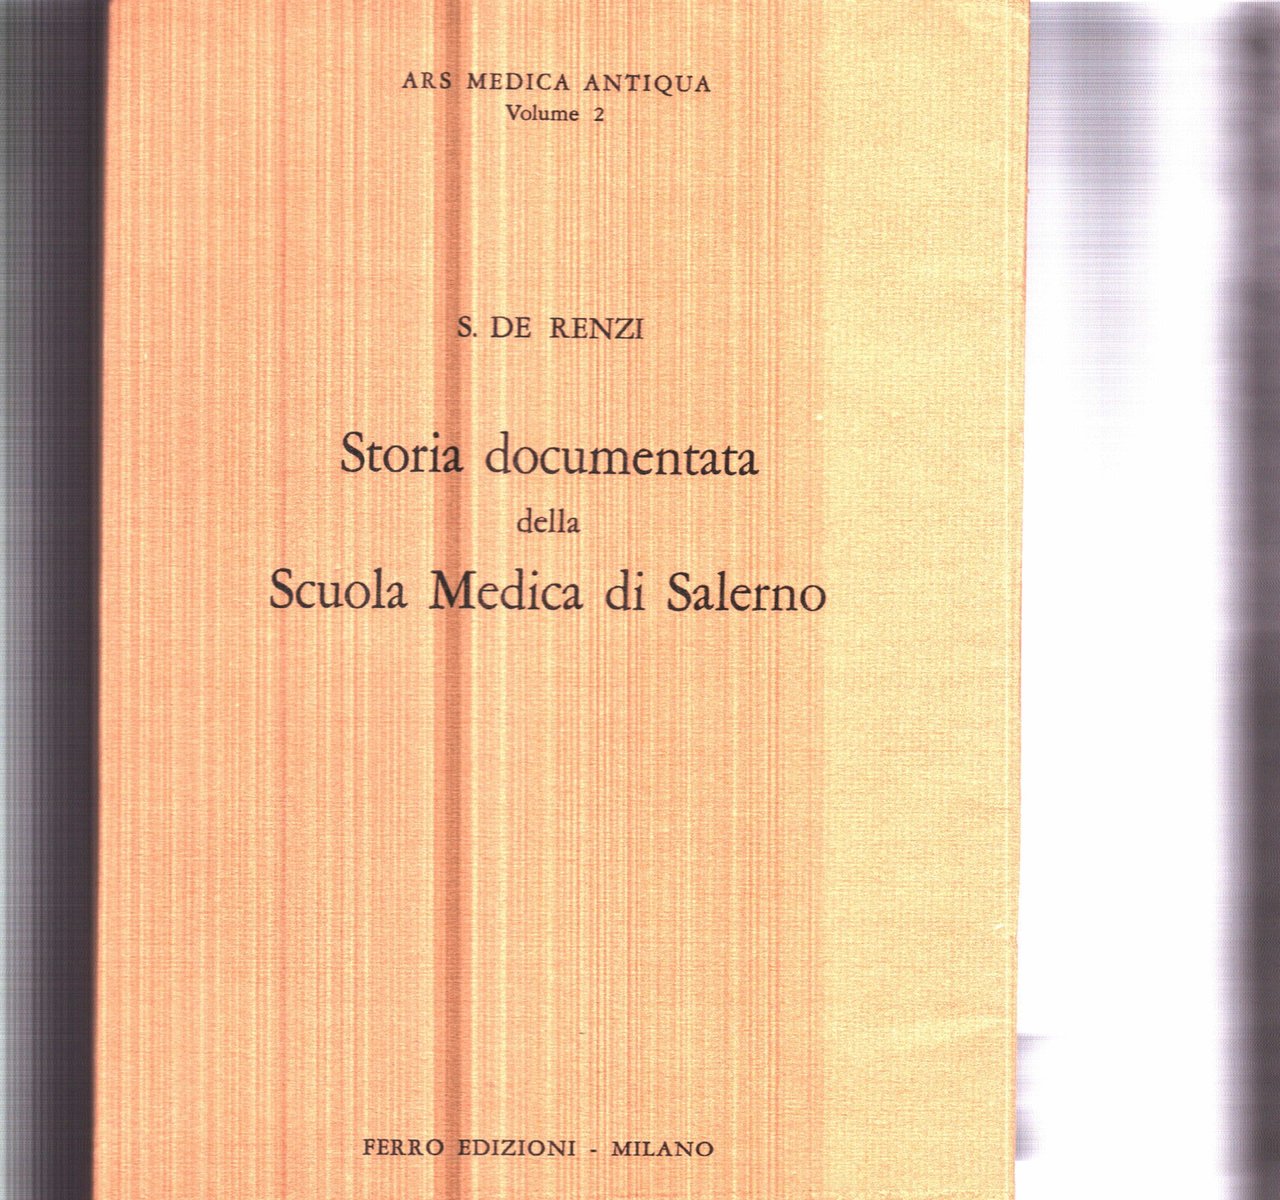 ARS MEDICA ANTIQUA
Volume 2
S. DE RENZI
Storia documentata
della
Scuola Medica di Salerno
FERRO EDIZIONI - MILANO